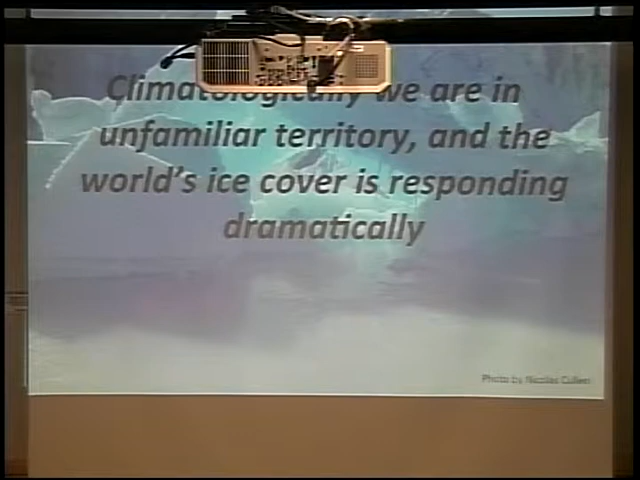 Climatologically we are in
unfamiliar territory, and the
world's ice cover is responding
dramatically
Photo by Nicolas Cullen